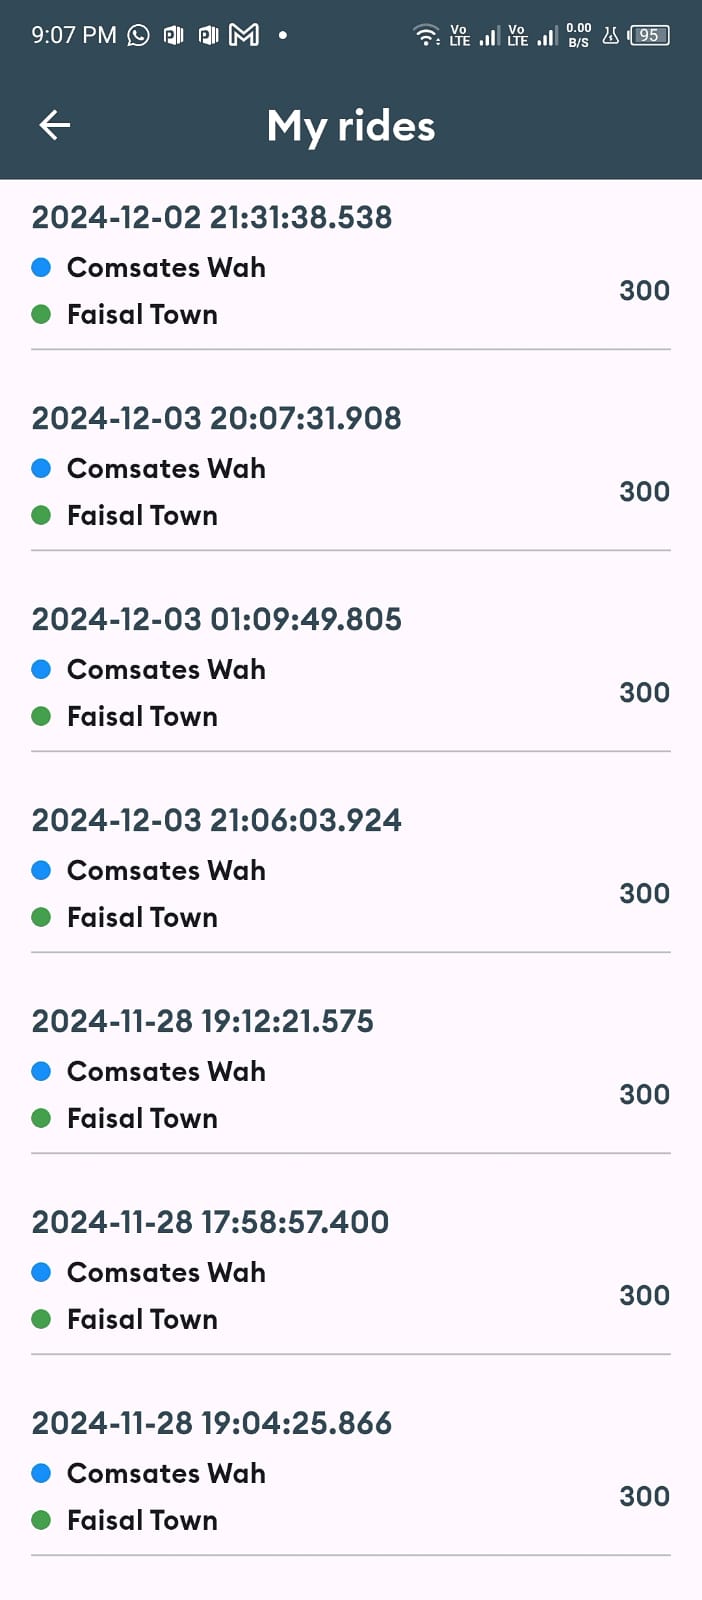 9:07 PM
Vo LTE Vo LTE 0.00 B/S 95
My rides
2024-12-02 21:31:38.538
Comsates Wah
300
Faisal Town
2024-12-03 20:07:31.908
Comsates Wah
300
Faisal Town
2024-12-03 01:09:49.805
Comsates Wah
300
Faisal Town
2024-12-03 21:06:03.924
Comsates Wah
300
Faisal Town
2024-11-28 19:12:21.575
Comsates Wah
300
Faisal Town
2024-11-28 17:58:57.400
Comsates Wah
300
Faisal Town
2024-11-28 19:04:25.866
Comsates Wah
300
Faisal Town